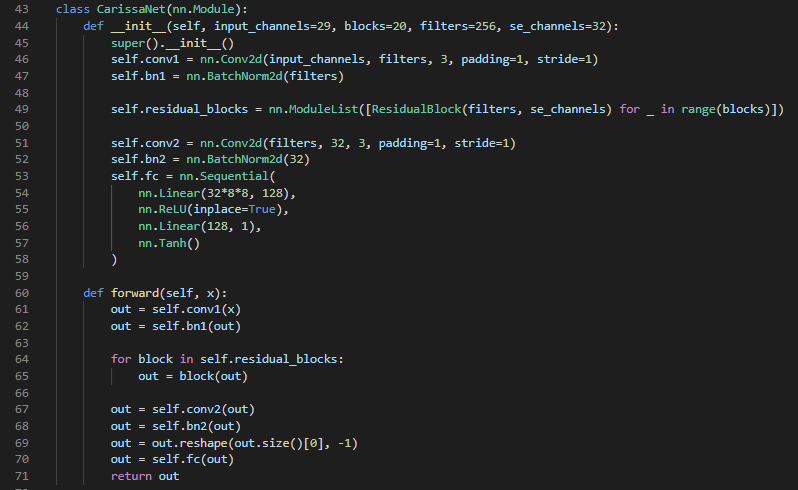 43 class CarissaNet(nn.Module):
44     def __init__(self, input_channels=29, blocks=20, filters=256, se_channels=32):
45         super().__init__()
46         self.conv1 = nn.Conv2d(input_channels, filters, 3, padding=1, stride=1)
47         self.bn1 = nn.BatchNorm2d(filters)
48
49         self.residual_blocks = nn.ModuleList([ResidualBlock(filters, se_channels) for _ in range(blocks)])
50
51         self.conv2 = nn.Conv2d(filters, 32, 3, padding=1, stride=1)
52         self.bn2 = nn.BatchNorm2d(32)
53         self.fc = nn.Sequential(
54             nn.Linear(32*8*8, 128),
55             nn.ReLU(inplace=True),
56             nn.Linear(128, 1),
57             nn.Tanh()
58         )
59
60     def forward(self, x):
61         out = self.conv1(x)
62         out = self.bn1(out)
63
64         for block in self.residual_blocks:
65             out = block(out)
66
67         out = self.conv2(out)
68         out = self.bn2(out)
69         out = out.reshape(out.size()[0], -1)
70         out = self.fc(out)
71         return out